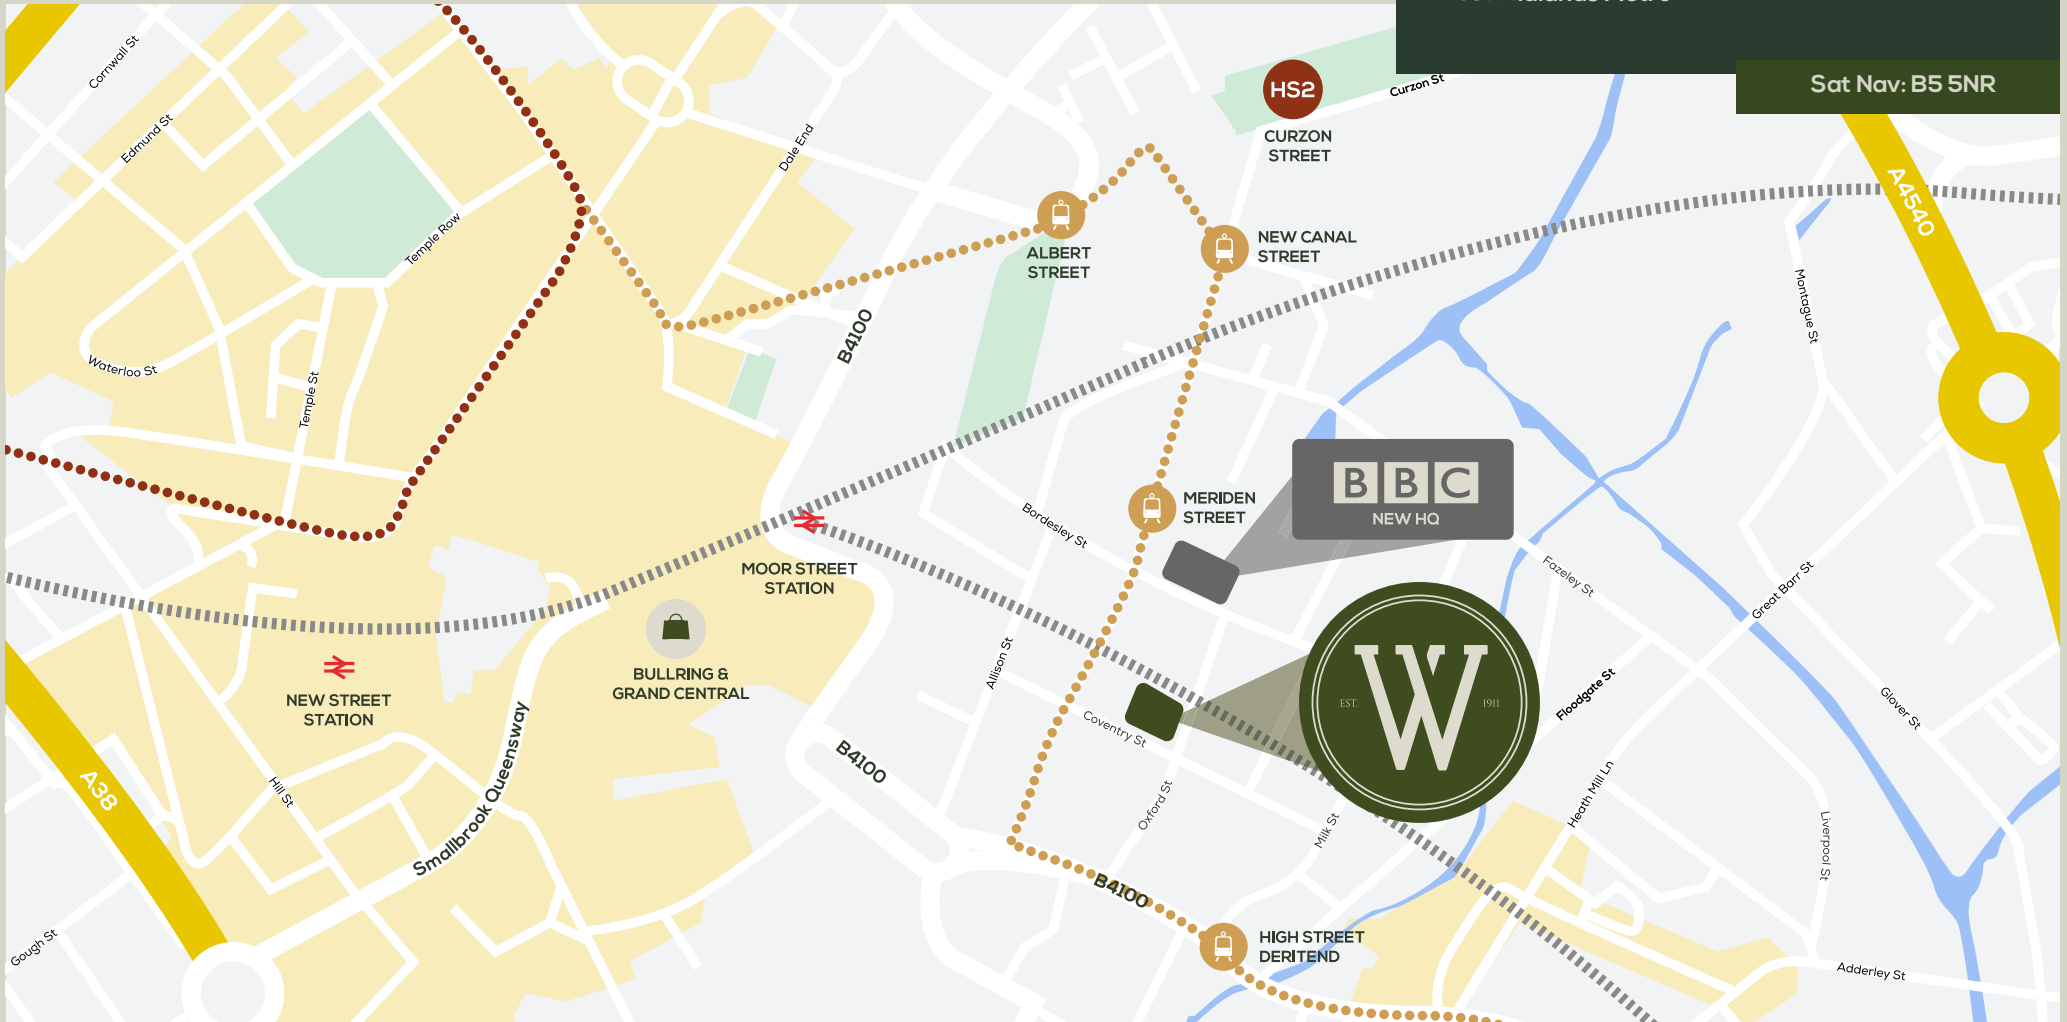 Sat Nav: B5 5NR
Cornwall St
Edmund St
Dale End
HS2
CURZON
STREET
Curzon St
A4540
Temple Row
ALBERT
STREET
NEW CANAL
STREET
Montague St
B4100
Waterloo St
Temple St
MERIDEN
STREET
BBC
NEW HQ
Bordesley St
MOOR STREET
STATION
Fazeley St
Great Barr St
BULLRING &
GRAND CENTRAL
NEW STREET
STATION
Allison St
Coventry St
EST.
W
1911
Floodgate St
Glover St
A38
Hill St
Smallbrook Queensway
B4100
Oxford St
Milk St
Heath Mill Ln
Liverpool St
B4100
Gough St
HIGH STREET
DERITEND
Adderley St